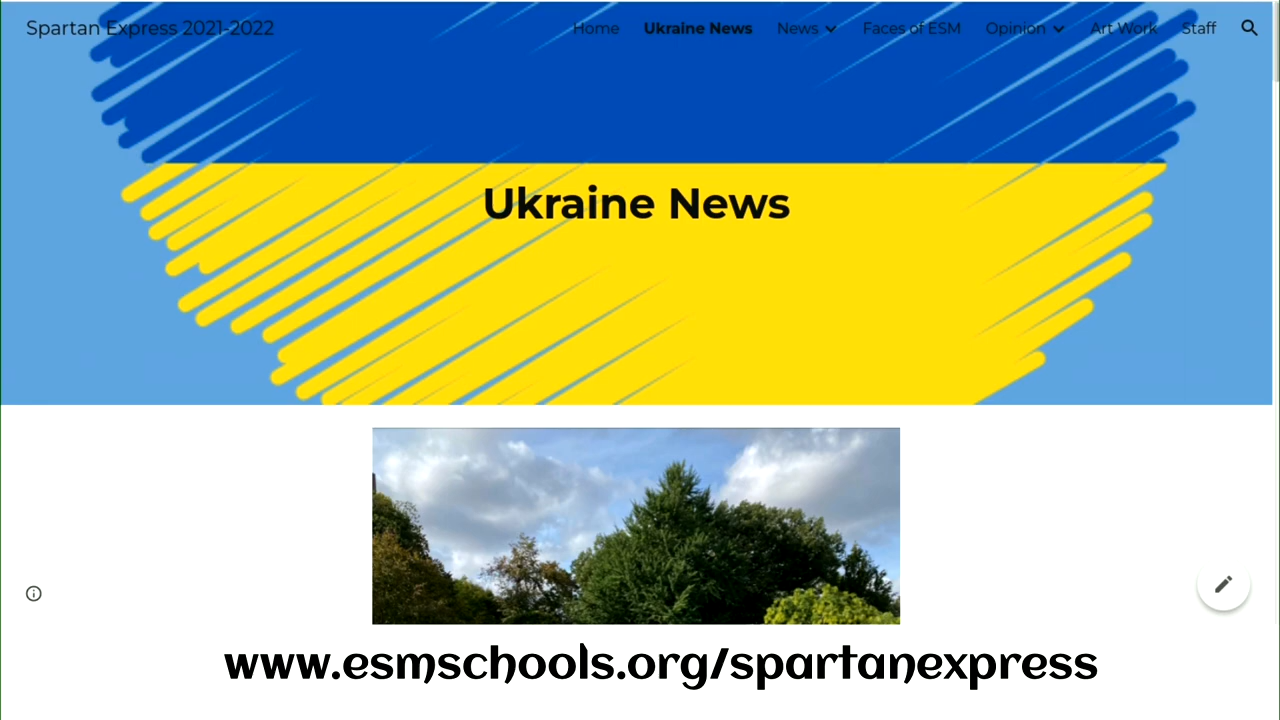 Spartan Express 2021-2022 Home Ukraine News News Faces of ESM Opinion Art Work Staff
Ukraine News
www.esmschools.org/spartanexpress